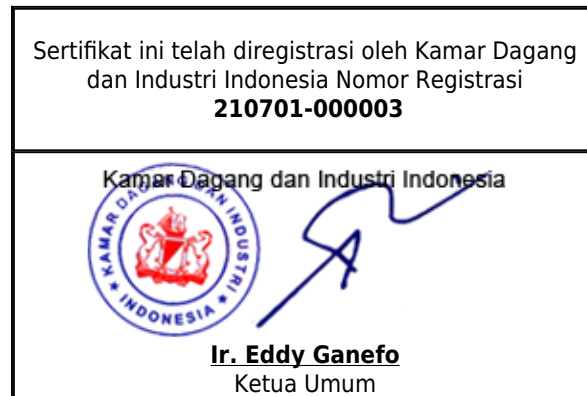 Sertifikat ini telah diregistrasi oleh Kamar Dagang
dan Industri Indonesia Nomor Registrasi
210701-000003
Kamar Dagang dan Industri Indonesia
KAMAR DAGANG DAN INDUSTRI
* INDONESIA *
Ir. Eddy Ganefo
Ketua Umum